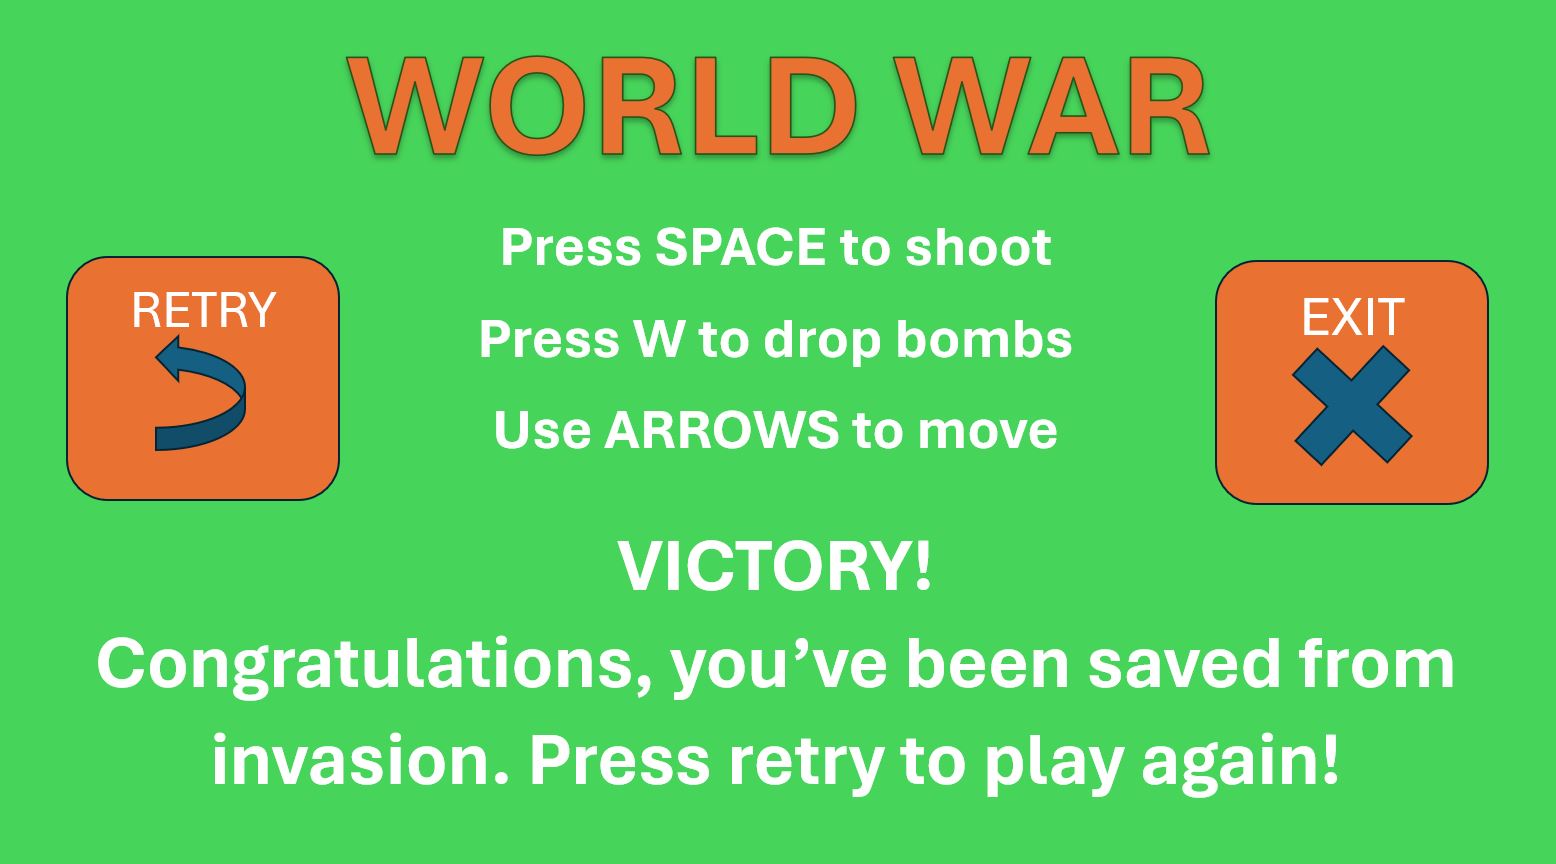 WORLD WAR
Press SPACE to shoot
RETRY
EXIT
Press W to drop bombs
Use ARROWS to move
VICTORY!
Congratulations, you’ve been saved from
invasion. Press retry to play again!